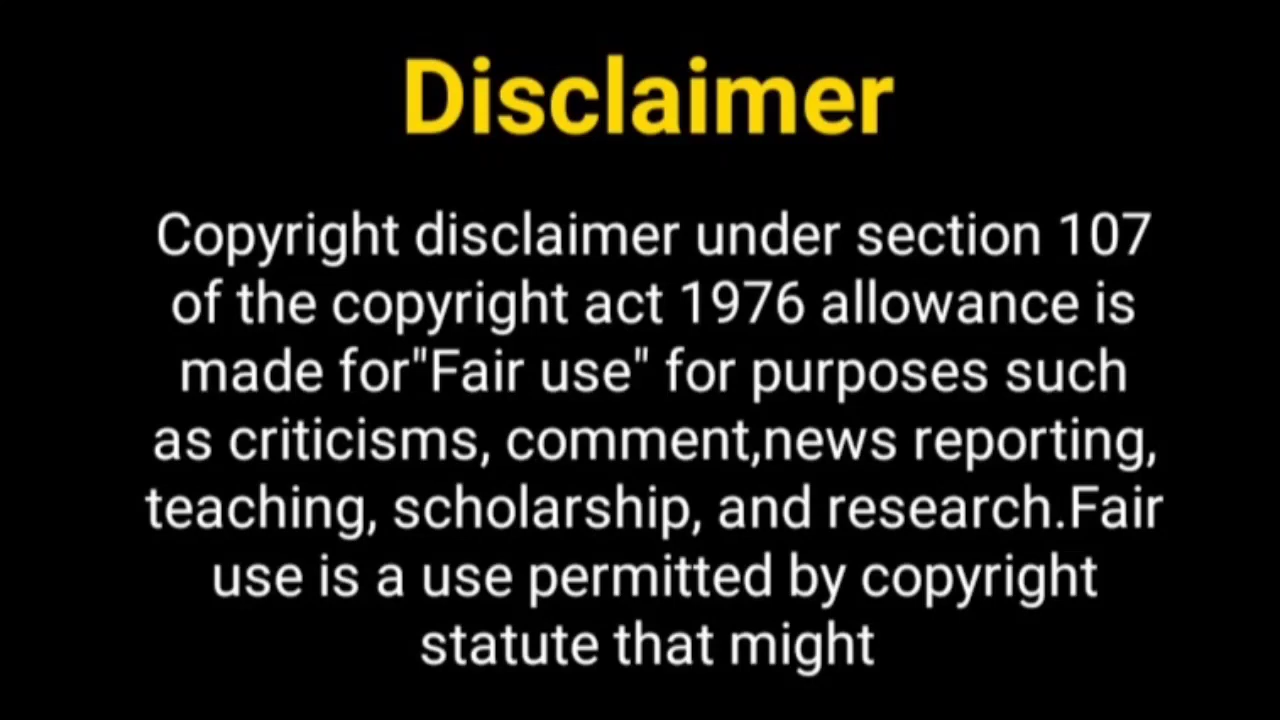 Disclaimer
Copyright disclaimer under section 107
of the copyright act 1976 allowance is
made for"Fair use" for purposes such
as criticisms, comment,news reporting,
teaching, scholarship, and research.Fair
use is a use permitted by copyright
statute that might